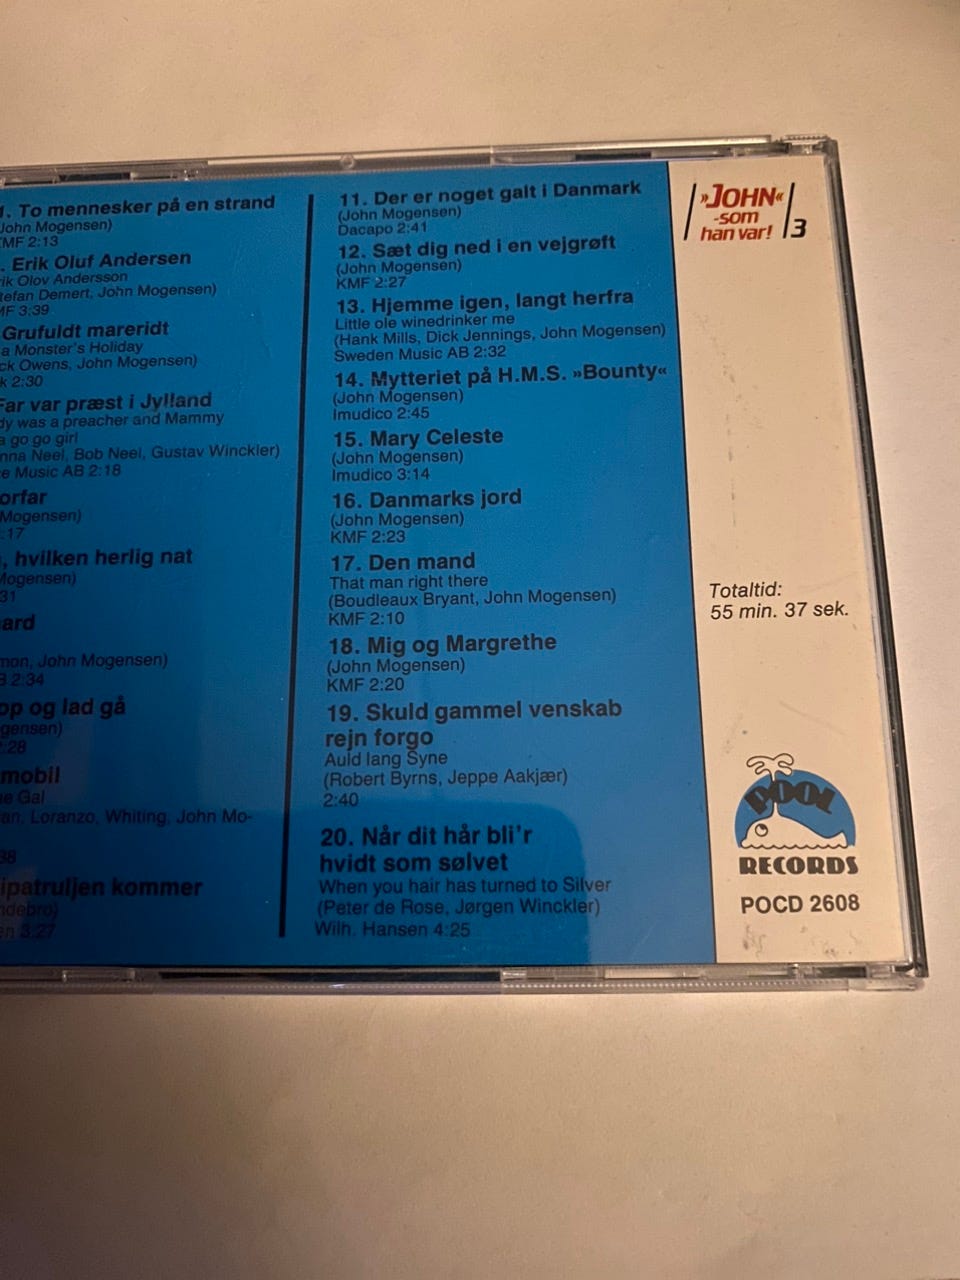 1. To mennesker på en strand
John Mogensen)
KMF 2:13
. Erik Oluf Andersen
rik Olov Andersson
tefan Demert, John Mogensen)
MF 3:39
Grufuldt mareridt
a Monster's Holiday
ck Owens, John Mogensen)
k 2:30
Far var præst i Jylland
dy was a preacher and Mammy
a go go girl
nna Neel, Bob Neel, Gustav Winckler)
e Music AB 2:18
orfar
Mogensen)
:17
, hvilken herlig nat
Mogensen)
31
ard
mon, John Mogensen)
B 2:34
op og lad gå
gensen)
:28
mobil
e Gal
an, Loranzo, Whiting, John Mo-
38
ipatruljen kommer
ndebro)
en 3:27
11. Der er noget galt i Danmark
(John Mogensen)
Dacapo 2:41
12. Sæt dig ned i en vejgrøft
(John Mogensen)
KMF 2:27
13. Hjemme igen, langt herfra
Little ole winedrinker me
(Hank Mills, Dick Jennings, John Mogensen)
Sweden Music AB 2:32
14. Mytteriet på H.M.S. »Bounty«
(John Mogensen)
Imudico 2:45
15. Mary Celeste
(John Mogensen)
Imudico 3:14
16. Danmarks jord
(John Mogensen)
KMF 2:23
17. Den mand
That man right there
(Boudleaux Bryant, John Mogensen)
KMF 2:10
18. Mig og Margrethe
(John Mogensen)
KMF 2:20
19. Skuld gammel venskab
rejn forgo
Auld lang Syne
(Robert Byrns, Jeppe Aakjær)
2:40
20. Når dit hår bli'r
hvidt som sølvet
When you hair has turned to Silver
(Peter de Rose, Jørgen Winckler)
Wilh. Hansen 4:25
»JOHN«
-som
han var! 3
Totaltid:
55 min. 37 sek.
POOL
RECORDS
POCD 2608